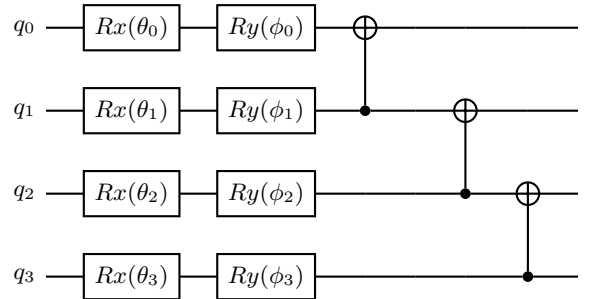 q₀ Rx(θ₀) Ry(ϕ₀)
q₁ Rx(θ₁) Ry(ϕ₁)
q₂ Rx(θ₂) Ry(ϕ₂)
q₃ Rx(θ₃) Ry(ϕ₃)